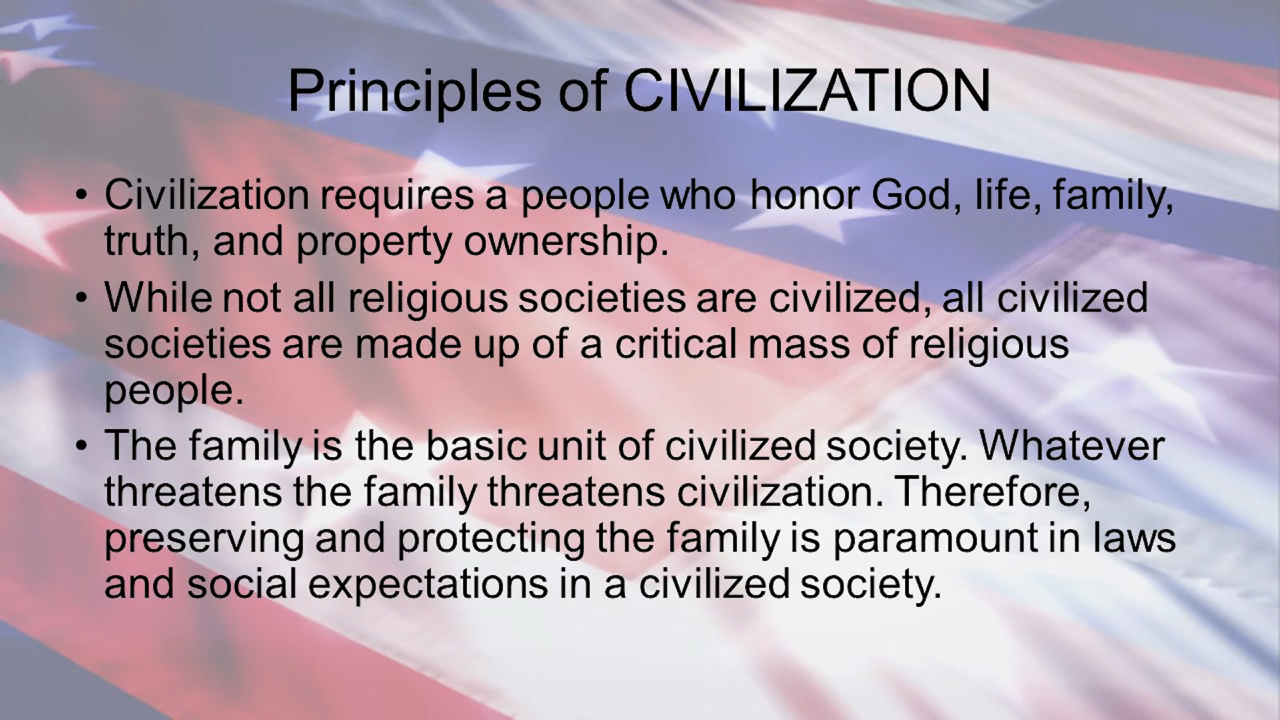 Principles of CIVILIZATION
• Civilization requires a people who honor God, life, family,
truth, and property ownership.
• While not all religious societies are civilized, all civilized
societies are made up of a critical mass of religious
people.
• The family is the basic unit of civilized society. Whatever
threatens the family threatens civilization. Therefore,
preserving and protecting the family is paramount in laws
and social expectations in a civilized society.